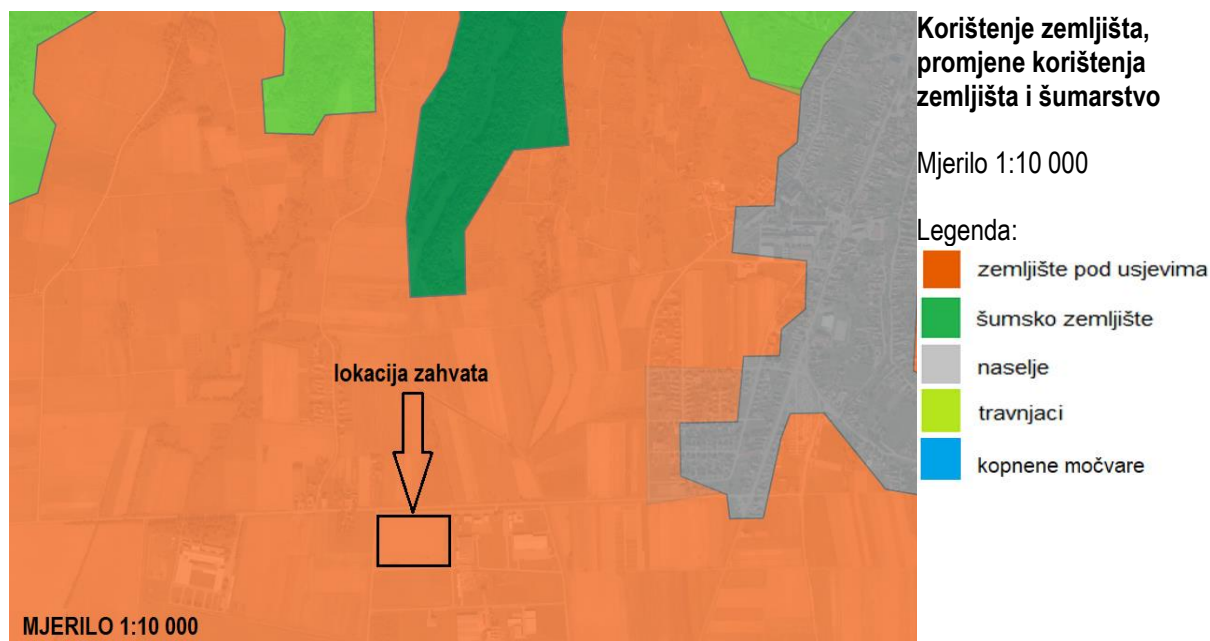 Korištenje zemljišta,
promjene korištenja
zemljišta i šumarstvo
Mjerilo 1:10 000
Legenda:
zemljište pod usjevima
šumsko zemljište
naselje
travnjaci
kopnene močvare
lokacija zahvata
MJERILO 1:10 000